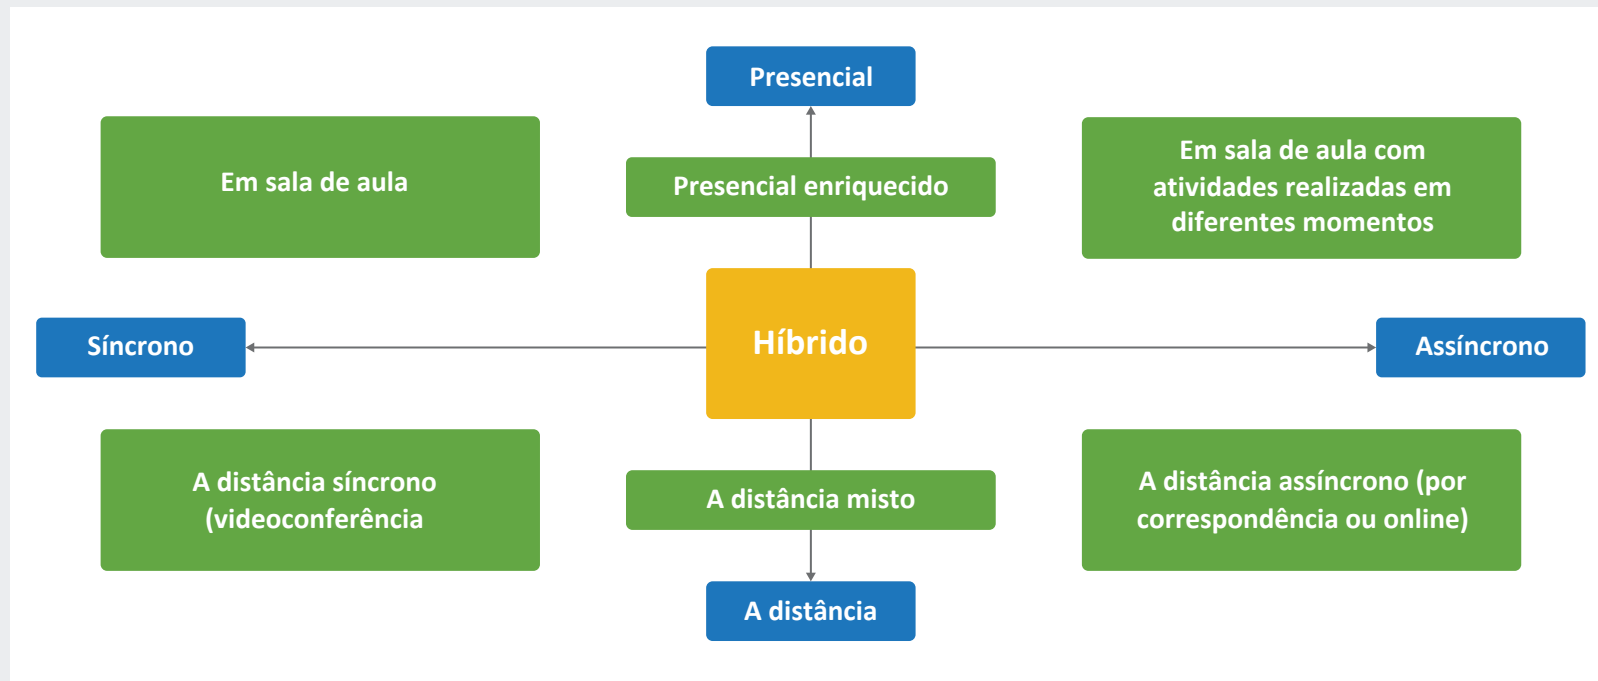 Presencial
Em sala de aula
Presencial enriquecido
Em sala de aula com
atividades realizadas em
diferentes momentos
Síncrono
Híbrido
Assíncrono
A distância síncrono
(videoconferência
A distância misto
A distância assíncrono (por
correspondência ou online)
A distância